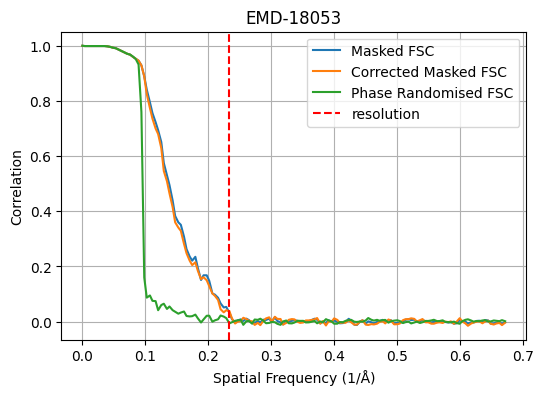 EMD-18053
Masked FSC
Corrected Masked FSC
Phase Randomised FSC
resolution
Correlation
1.0
0.8
0.6
0.4
0.2
0.0
0.0 0.1 0.2 0.3 0.4 0.5 0.6 0.7
Spatial Frequency (1/Å)